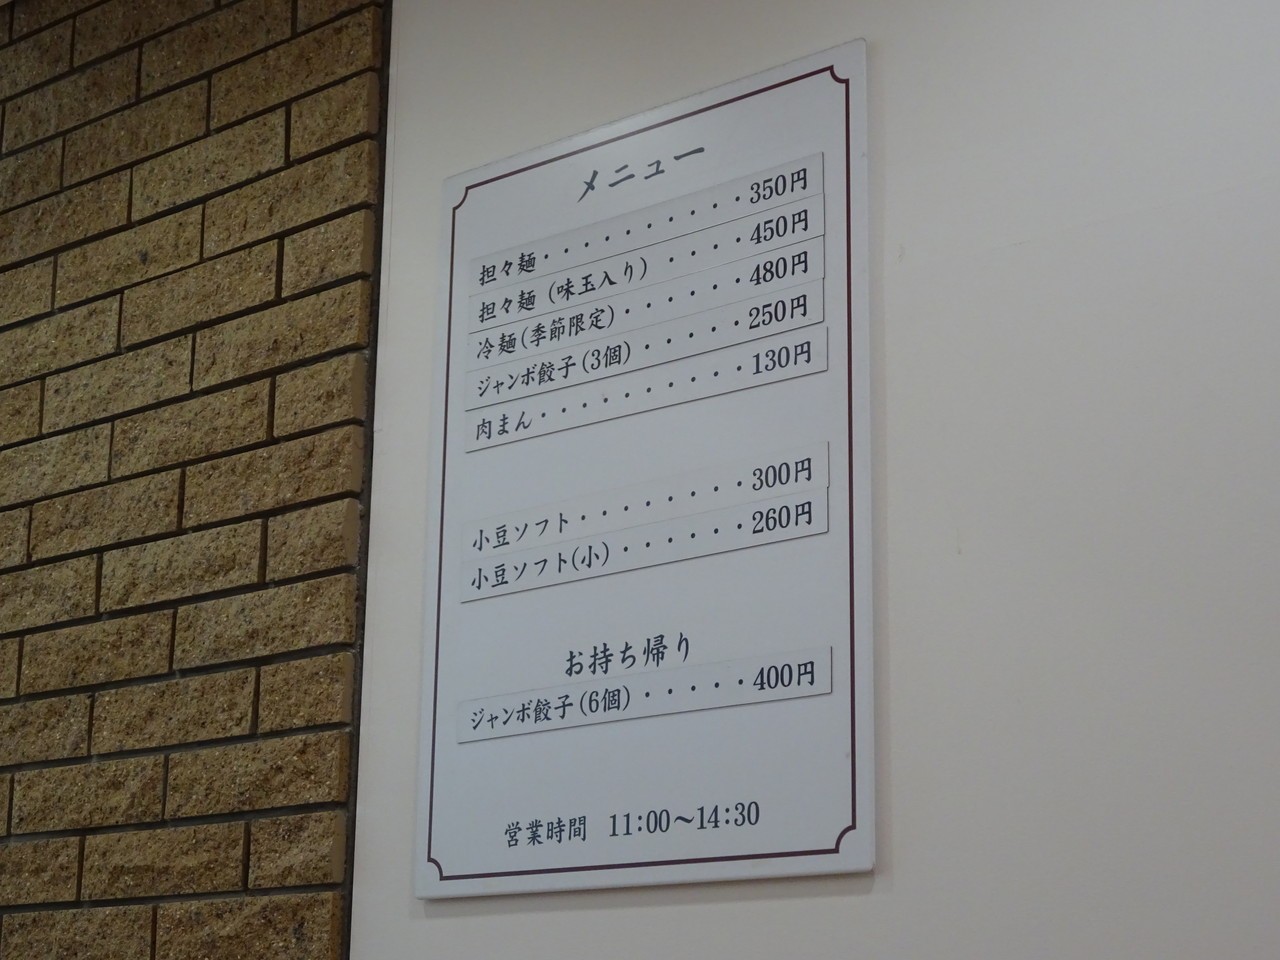 メニュー
担々麺・・・・・・・・・・350円
担々麺(味玉入り)・・・・450円
冷麺(季節限定)・・・・・・480円
ジャンボ餃子(3個)・・・・・250円
肉まん・・・・・・・・・・130円
小豆ソフト・・・・・・・・・300円
小豆ソフト(小)・・・・・・260円
お持ち帰り
ジャンボ餃子(6個)・・・・・400円
営業時間 11:00〜14:30